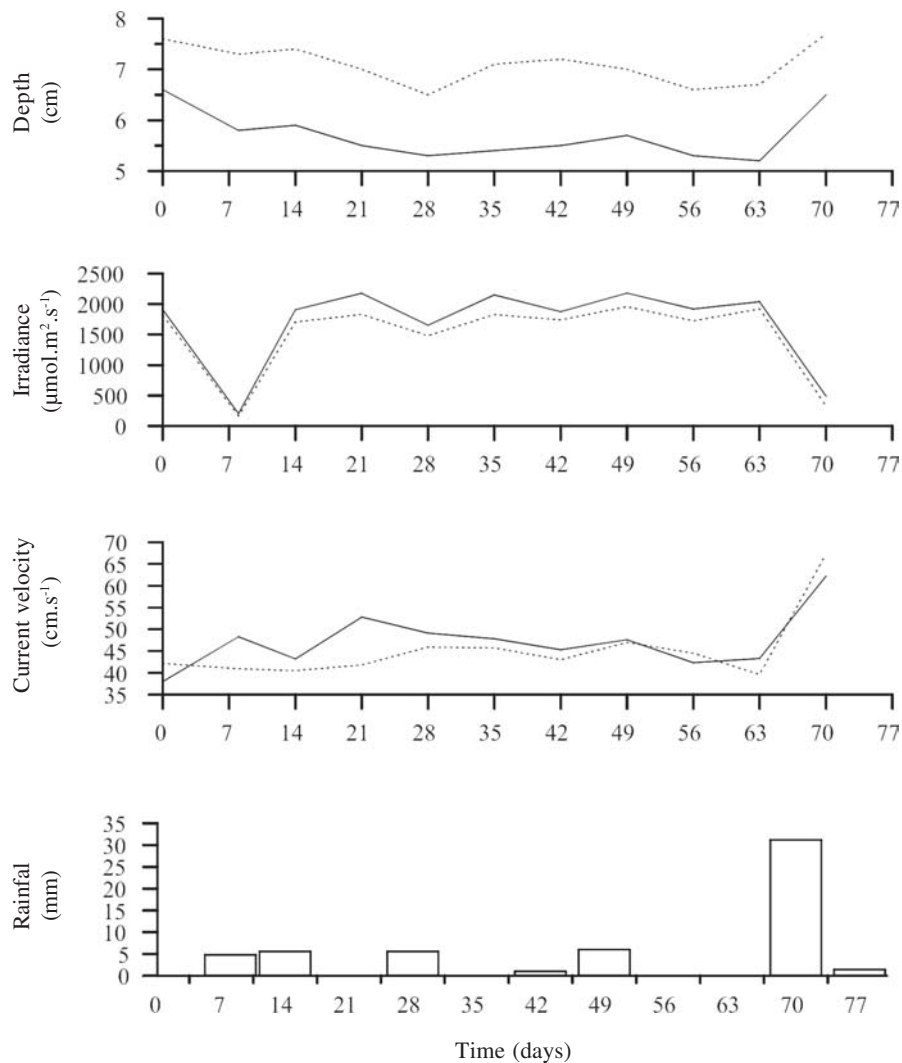 Depth
(cm)
8
7
6
5
0 7 14 21 28 35 42 49 56 63 70 77
Irradiance
(µmol.m².s⁻¹)
2500
2000
1500
1000
500
0
0 7 14 21 28 35 42 49 56 63 70 77
Current velocity
(cm.s⁻¹)
70
65
60
55
50
45
40
35
0 7 14 21 28 35 42 49 56 63 70 77
Rainfal
(mm)
35
30
25
20
15
10
5
0
0 7 14 21 28 35 42 49 56 63 70 77
Time (days)